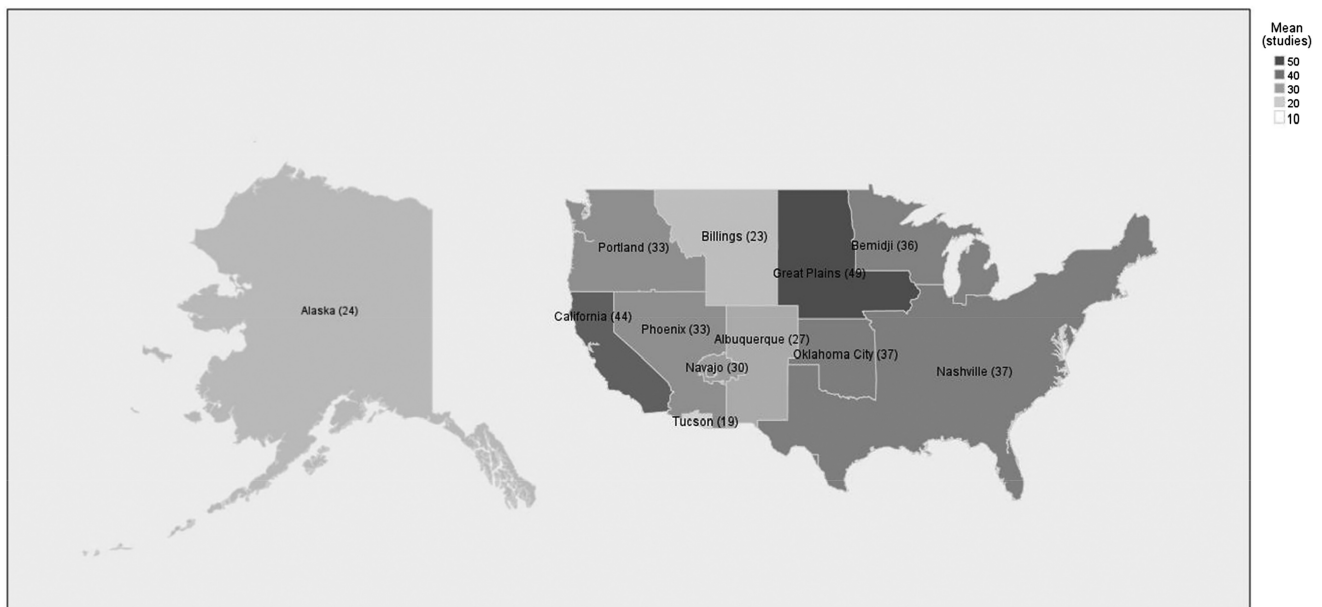 Mean
(studies)
50
40
30
20
10
Billings (23)
Bemidji (36)
Portland (33)
Great Plains (49)
Alaska (24)
California (44)
Phoenix (33)
Albuquerque (27)
Oklahoma City (37)
Navajo (30)
Nashville (37)
Tucson (19)